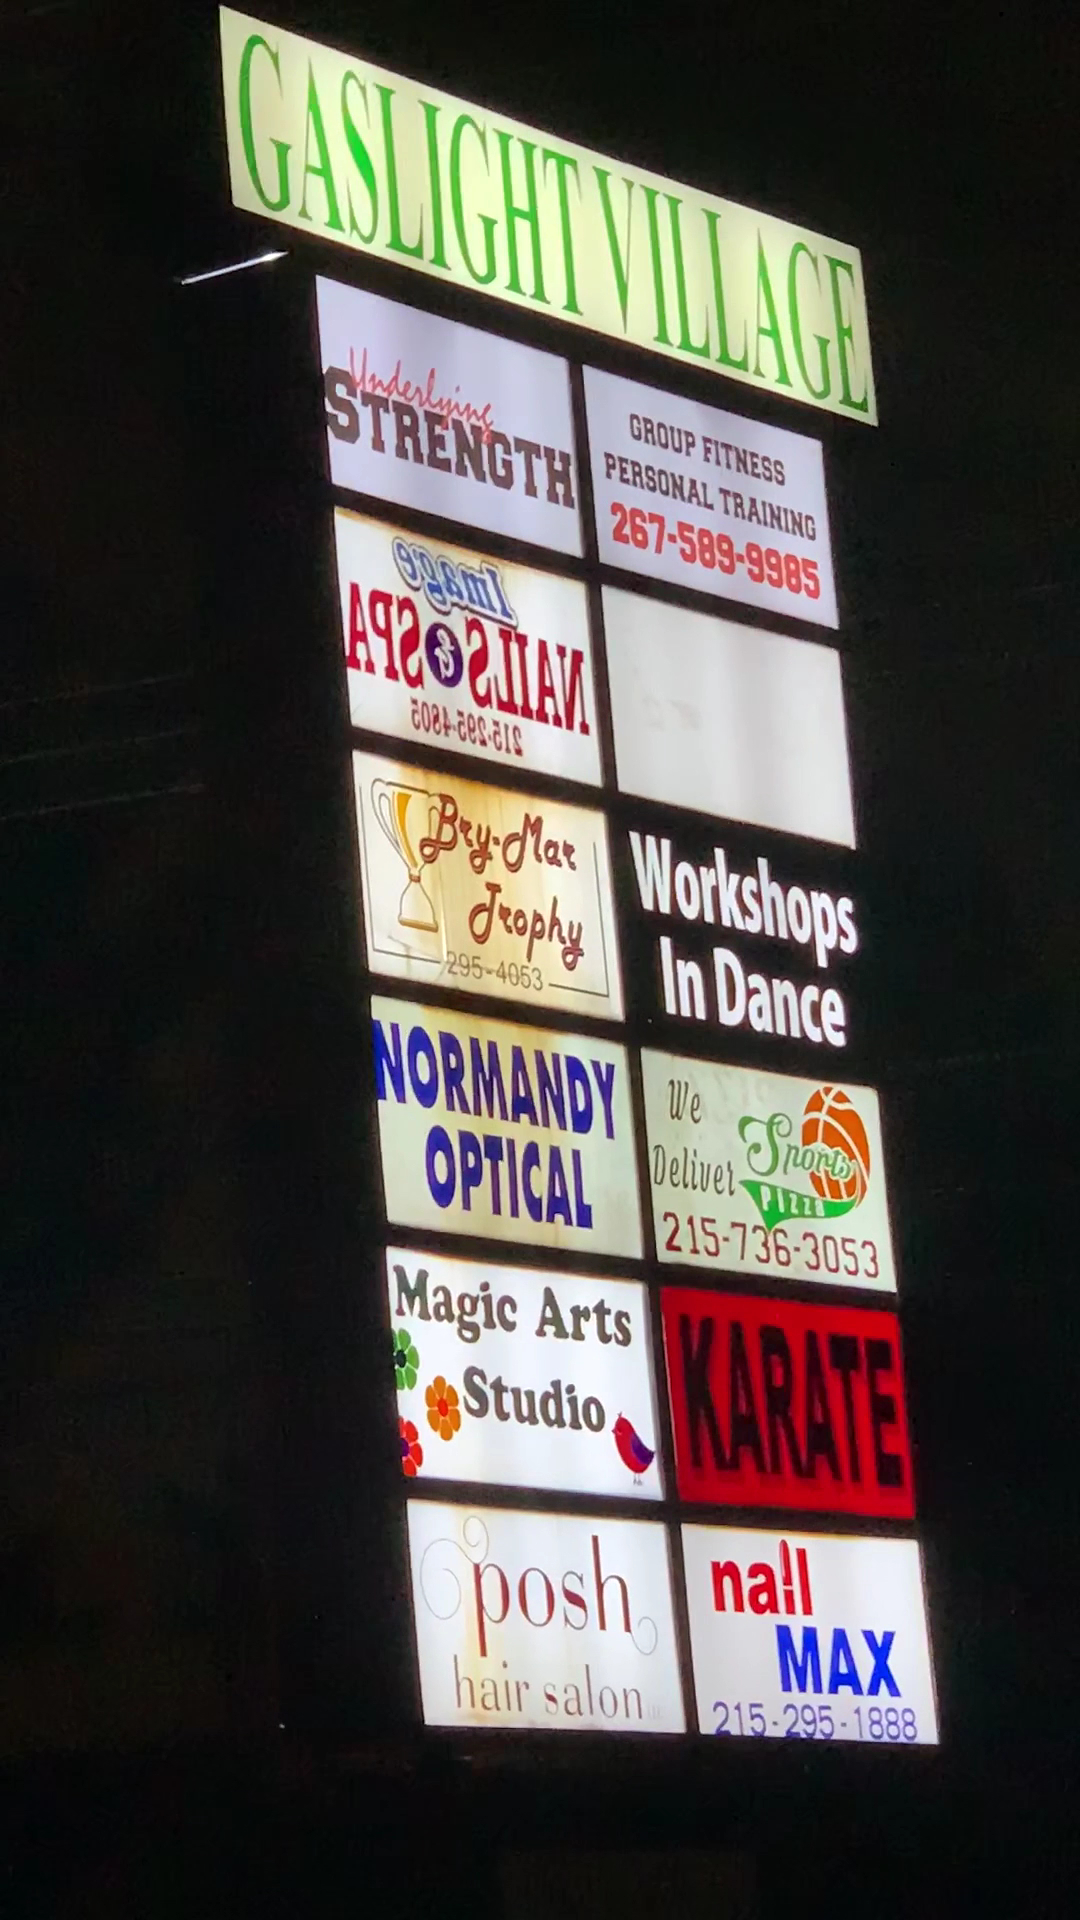 GASLIGHT VILLAGE
Underlying
STRENGTH
GROUP FITNESS
PERSONAL TRAINING
267-589-9985
Image
NAILS & SPA
215-295-4805
Bry-Mar
Trophy
295-4053
Workshops
In Dance
NORMANDY
OPTICAL
We
Deliver
Sports
PIZZA
215-736-3053
Magic Arts
Studio
KARATE
posh
hair salon
nail
MAX
215-295-1888